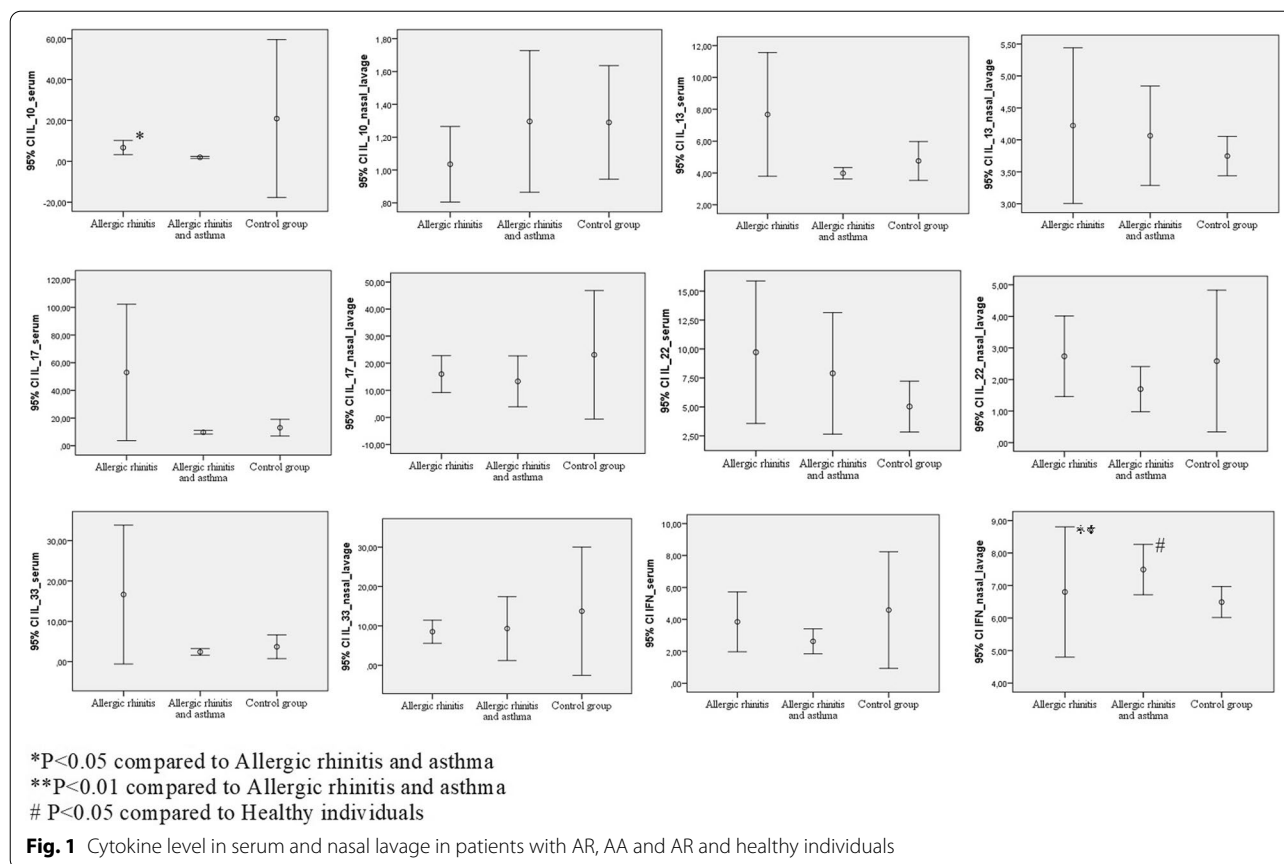 95% CI IL_10_serum
60,00
40,00
20,00
,00
-20,00
*
Allergic rhinitis
Allergic rhinitis
and asthma
Control group
95% CI IL_10_nasal_lavage
1,80
1,60
1,40
1,20
1,00
,80
Allergic rhinitis
Allergic rhinitis
and asthma
Control group
95% CI IL_13_serum
12,00
10,00
8,00
6,00
4,00
2,00
Allergic rhinitis
Allergic rhinitis
and asthma
Control group
95% CI IL_13_nasal_lavage
5,50
5,00
4,50
4,00
3,50
3,00
Allergic rhinitis
Allergic rhinitis
and asthma
Control group
95% CI IL_17_serum
120,00
100,00
80,00
60,00
40,00
20,00
,00
Allergic rhinitis
Allergic rhinitis
and asthma
Control group
95% CI IL_17_nasal_lavage
50,00
40,00
30,00
20,00
10,00
,00
-10,00
Allergic rhinitis
Allergic rhinitis
and asthma
Control group
95% CI IL_22_serum
15,00
12,50
10,00
7,50
5,00
2,50
Allergic rhinitis
Allergic rhinitis
and asthma
Control group
95% CI IL_22_nasal_lavage
5,00
4,00
3,00
2,00
1,00
,00
Allergic rhinitis
Allergic rhinitis
and asthma
Control group
95% CI IL_33_serum
30,00
20,00
10,00
,00
Allergic rhinitis
Allergic rhinitis
and asthma
Control group
95% CI IL_33_nasal_lavage
30,00
20,00
10,00
,00
Allergic rhinitis
Allergic rhinitis
and asthma
Control group
95% CI IFN_serum
10,00
8,00
6,00
4,00
2,00
,00
Allergic rhinitis
Allergic rhinitis
and asthma
Control group
95% CI IFN_nasal_lavage
9,00
8,00
7,00
6,00
5,00
4,00
**
#
Allergic rhinitis
Allergic rhinitis
and asthma
Control group
*P<0.05 compared to Allergic rhinitis and asthma
**P<0.01 compared to Allergic rhinitis and asthma
# P<0.05 compared to Healthy individuals
Fig. 1 Cytokine level in serum and nasal lavage in patients with AR, AA and AR and healthy individuals